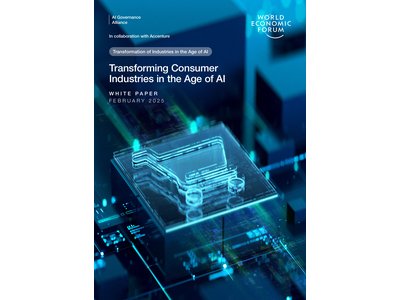 AI Governance
Alliance
WORLD
ECONOMIC
FORUM
In collaboration with Accenture
Transformation of Industries in the Age of AI
Transforming Consumer
Industries in the Age of AI
WHITE PAPER
FEBRUARY 2025